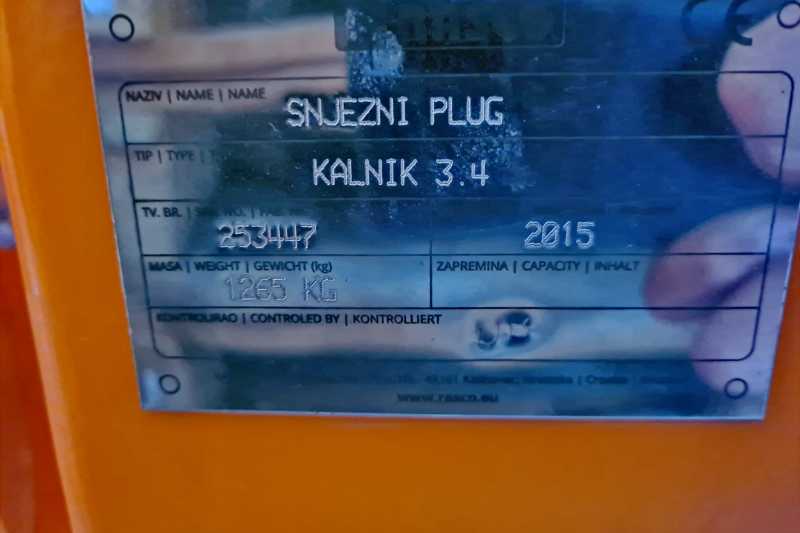 CE
NAZIV | NAME | NAME
SNJEZNI PLUG
TIP | TYPE |
KALNIK 3.4
TV. BR. |
253447 2015
MASA | WEIGHT | GEWICHT (kg) ZAPREMINA | CAPACITY | INHALT
1265 KG
KONTROLIRAO | CONTROLED BY | KONTROLLIERT
www.rasco.eu